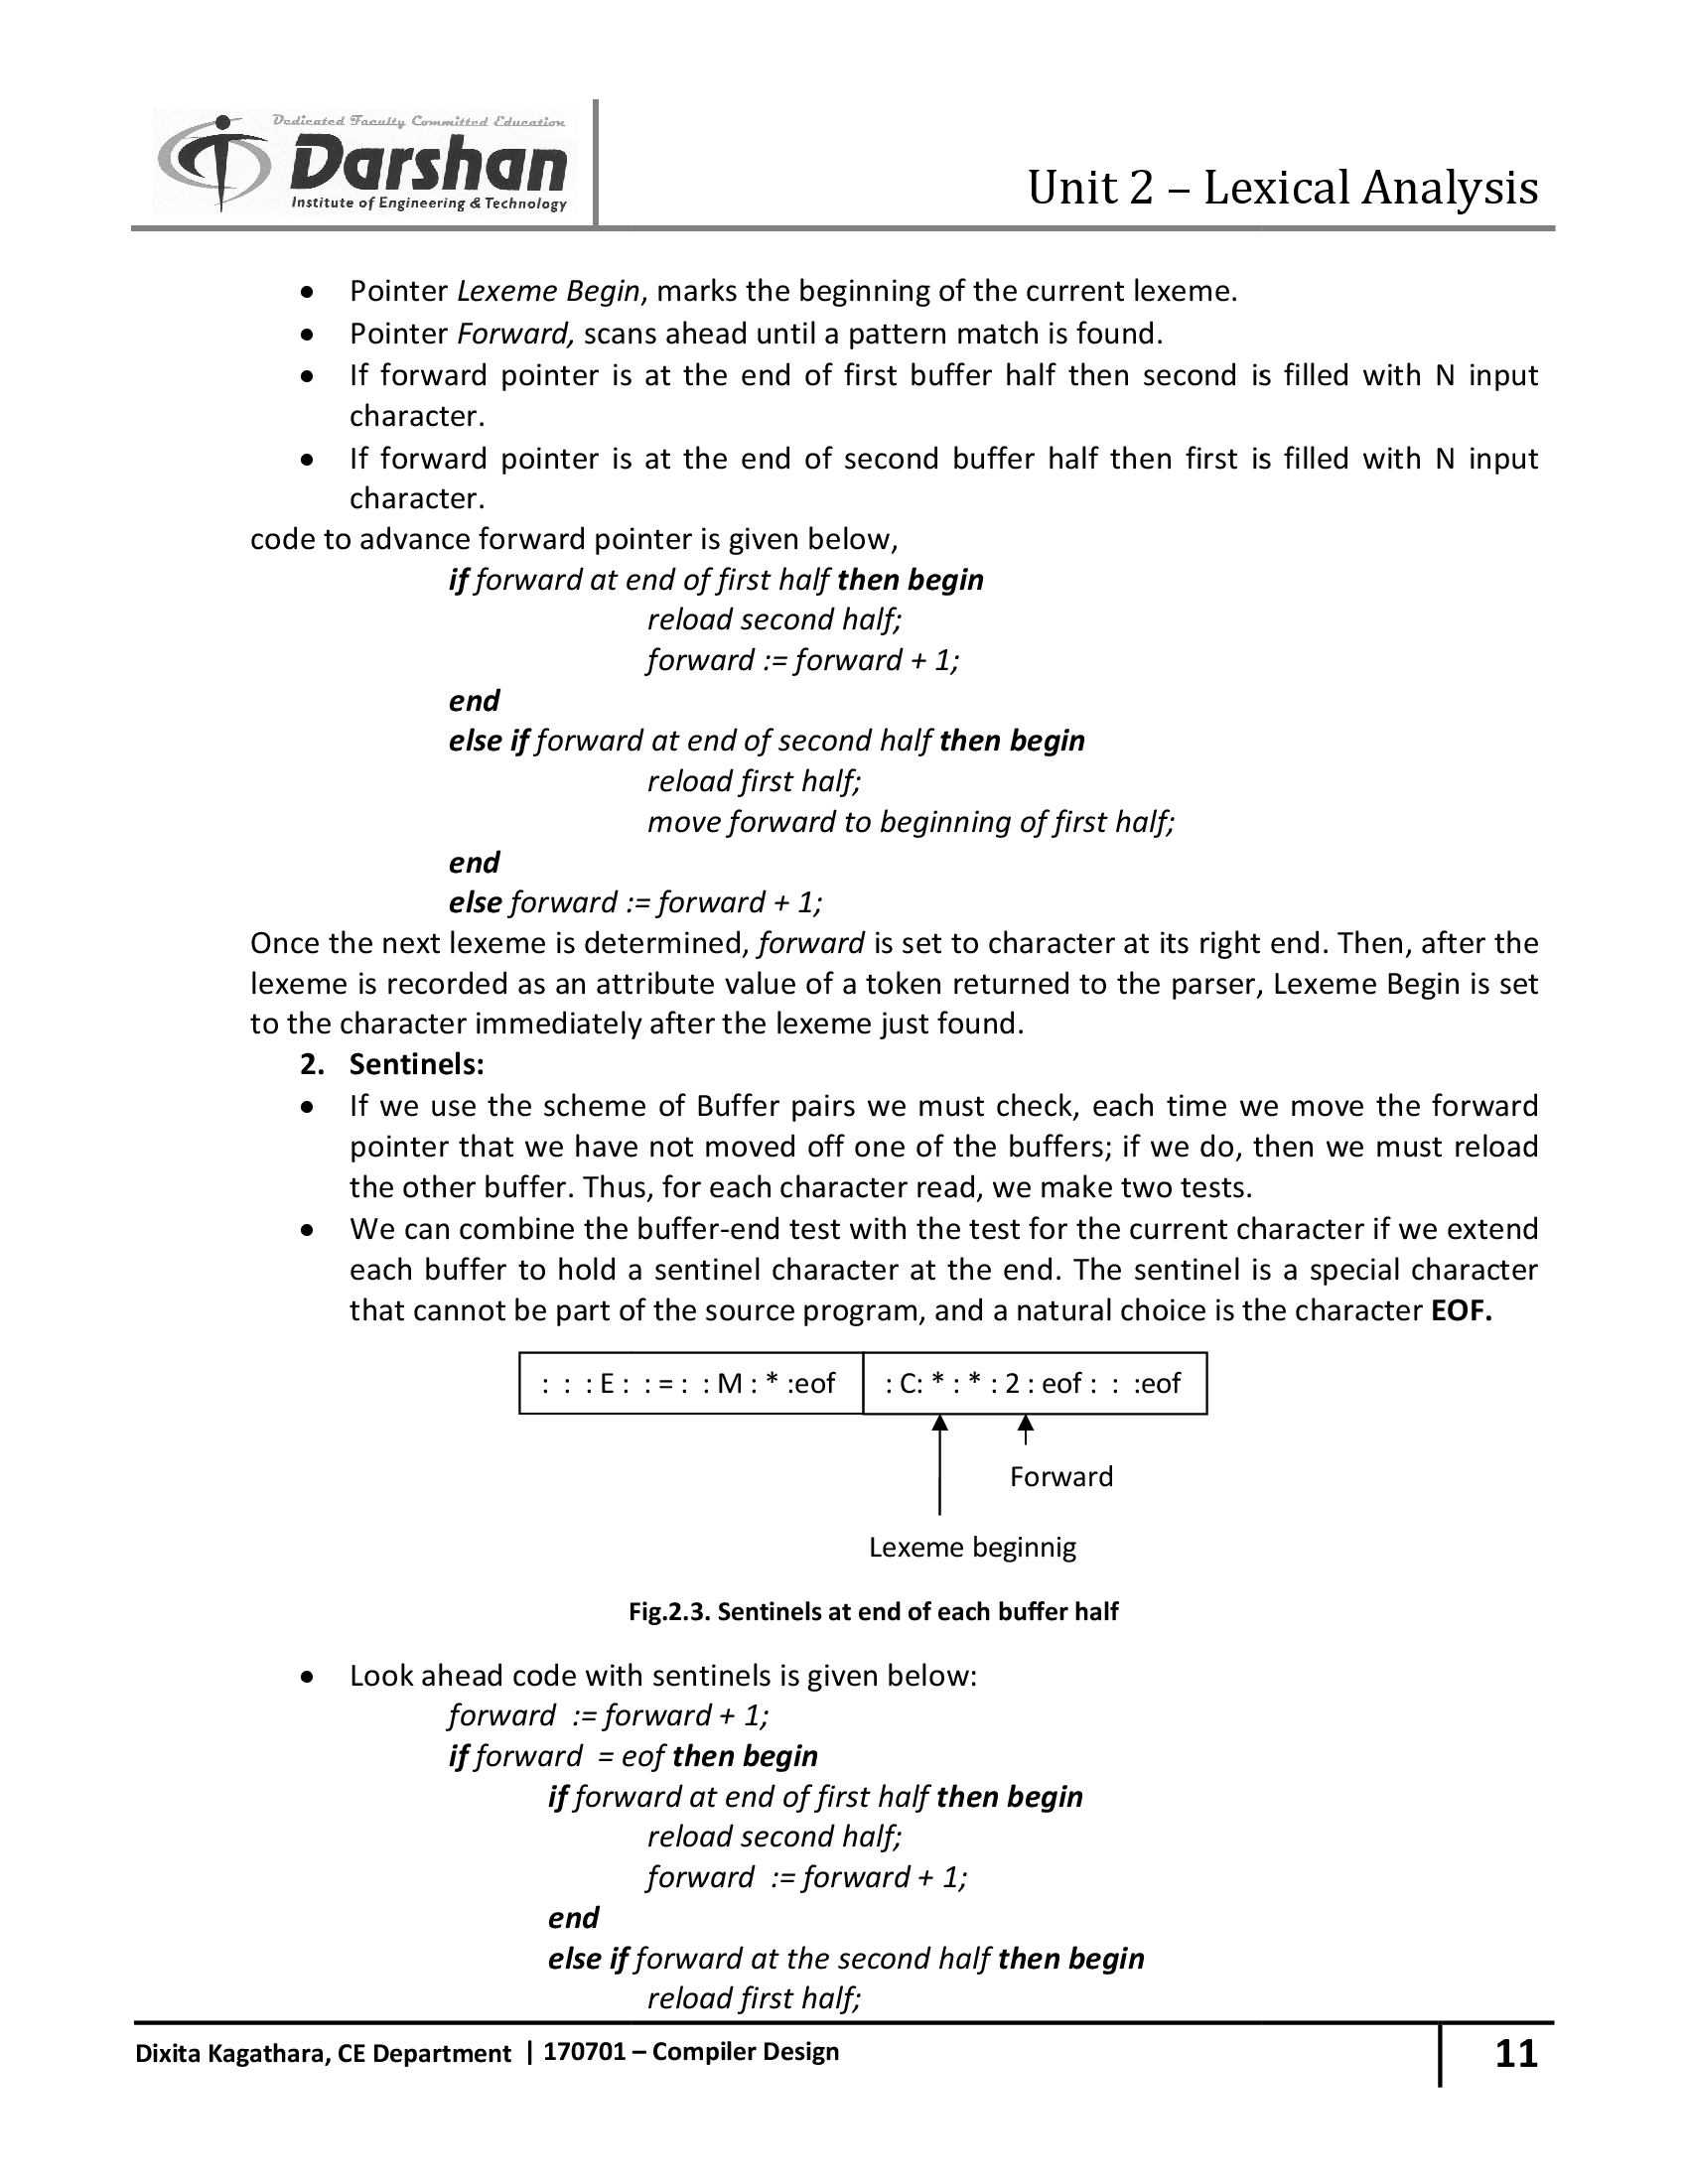 Dedicated Faculty Committed Education
Darshan
Institute of Engineering & Technology
Unit 2 – Lexical Analysis
• Pointer Lexeme Begin, marks the beginning of the current lexeme.
• Pointer Forward, scans ahead until a pattern match is found.
• If forward pointer is at the end of first buffer half then second is filled with N input
character.
• If forward pointer is at the end of second buffer half then first is filled with N input
character.
code to advance forward pointer is given below,
if forward at end of first half then begin
reload second half;
forward := forward + 1;
end
else if forward at end of second half then begin
reload first half;
move forward to beginning of first half;
end
else forward := forward + 1;
Once the next lexeme is determined, forward is set to character at its right end. Then, after the
lexeme is recorded as an attribute value of a token returned to the parser, Lexeme Begin is set
to the character immediately after the lexeme just found.
2. Sentinels:
• If we use the scheme of Buffer pairs we must check, each time we move the forward
pointer that we have not moved off one of the buffers; if we do, then we must reload
the other buffer. Thus, for each character read, we make two tests.
• We can combine the buffer-end test with the test for the current character if we extend
each buffer to hold a sentinel character at the end. The sentinel is a special character
that cannot be part of the source program, and a natural choice is the character EOF.
: : : E : : = : : M : * :eof : C: * : * : 2 : eof : : :eof
Forward
Lexeme beginnig
Fig.2.3. Sentinels at end of each buffer half
• Look ahead code with sentinels is given below:
forward := forward + 1;
if forward = eof then begin
if forward at end of first half then begin
reload second half;
forward := forward + 1;
end
else if forward at the second half then begin
reload first half;
Dixita Kagathara, CE Department | 170701 – Compiler Design 11